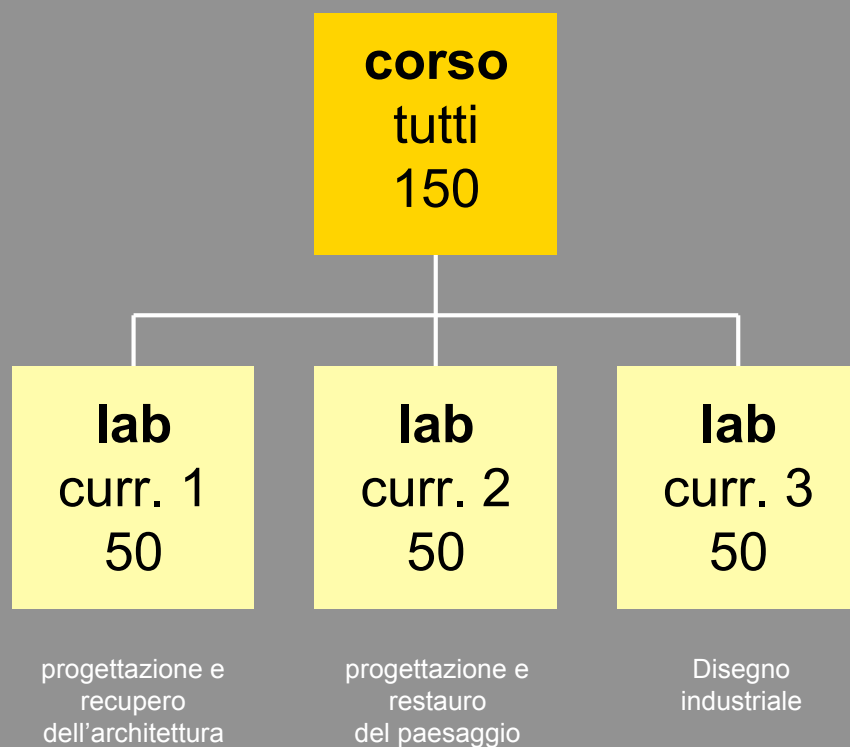 corso
tutti
150
lab
curr. 1
50
lab
curr. 2
50
lab
curr. 3
50
progettazione e
recupero
dell’architettura
progettazione e
restauro
del paesaggio
Disegno
industriale